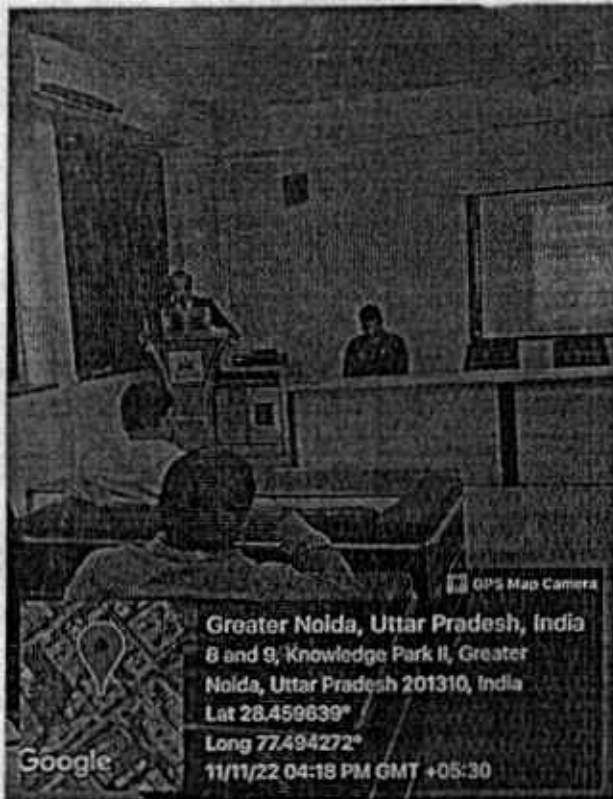 GPS Map Camera
Greater Noida, Uttar Pradesh, India
8 and 9, Knowledge Park II, Greater
Noida, Uttar Pradesh 201310, India
Lat 28.459639°
Long 77.494272°
11/11/22 04:18 PM GMT +05:30
Google